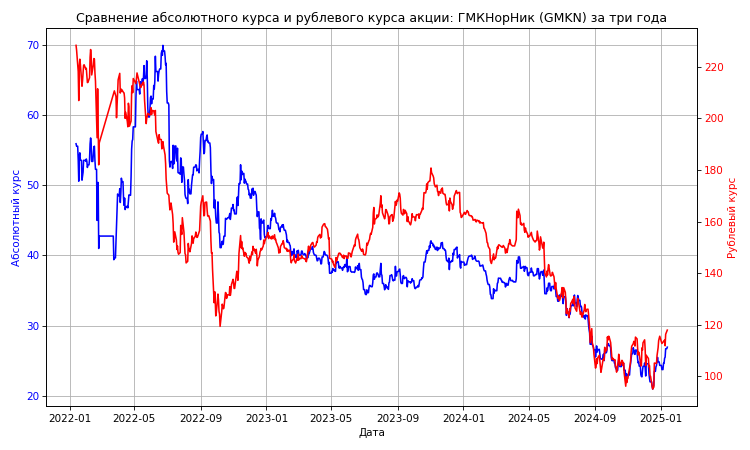 Сравнение абсолютного курса и рублевого курса акции: ГМКНорНик (GMKN) за три года
70
60
50
40
30
20
Абсолютный курс
220
200
180
160
140
120
100
Рублевый курс
2022-01 2022-05 2022-09 2023-01 2023-05 2023-09 2024-01 2024-05 2024-09 2025-01
Дата